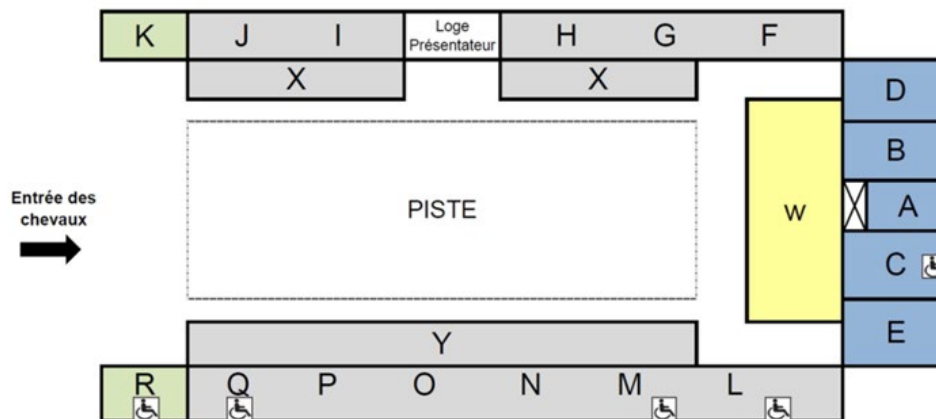 K J I Loge Présentateur H G F
X X
D
B
Entrée des
chevaux
PISTE
W
A
C
E
Y
R Q P O N M L